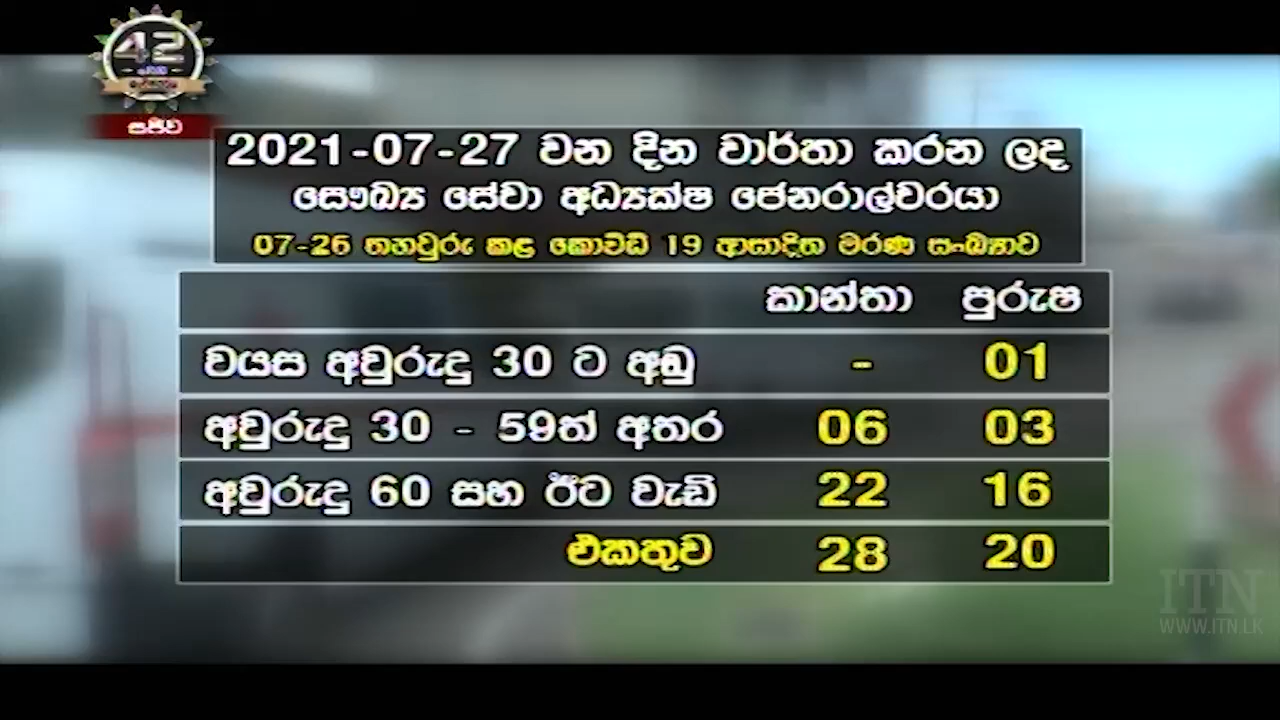 42
සජීව
2021-07-27 වන දින වාර්තා කරන ලද
සෞඛ්‍ය සේවා අධ්‍යක්ෂ ජෙනරාල්වරයා
07-26 තහවුරු කළ කොවිඩ් 19 ආසාදිත මරණ සංඛ්‍යාව
කාන්තා පුරුෂ
වයස අවුරුදු 30 ට අඩු - 01
අවුරුදු 30 - 59ත් අතර 06 03
අවුරුදු 60 සහ ඊට වැඩි 22 16
එකතුව 28 20
ITN
WWW.ITN.LK